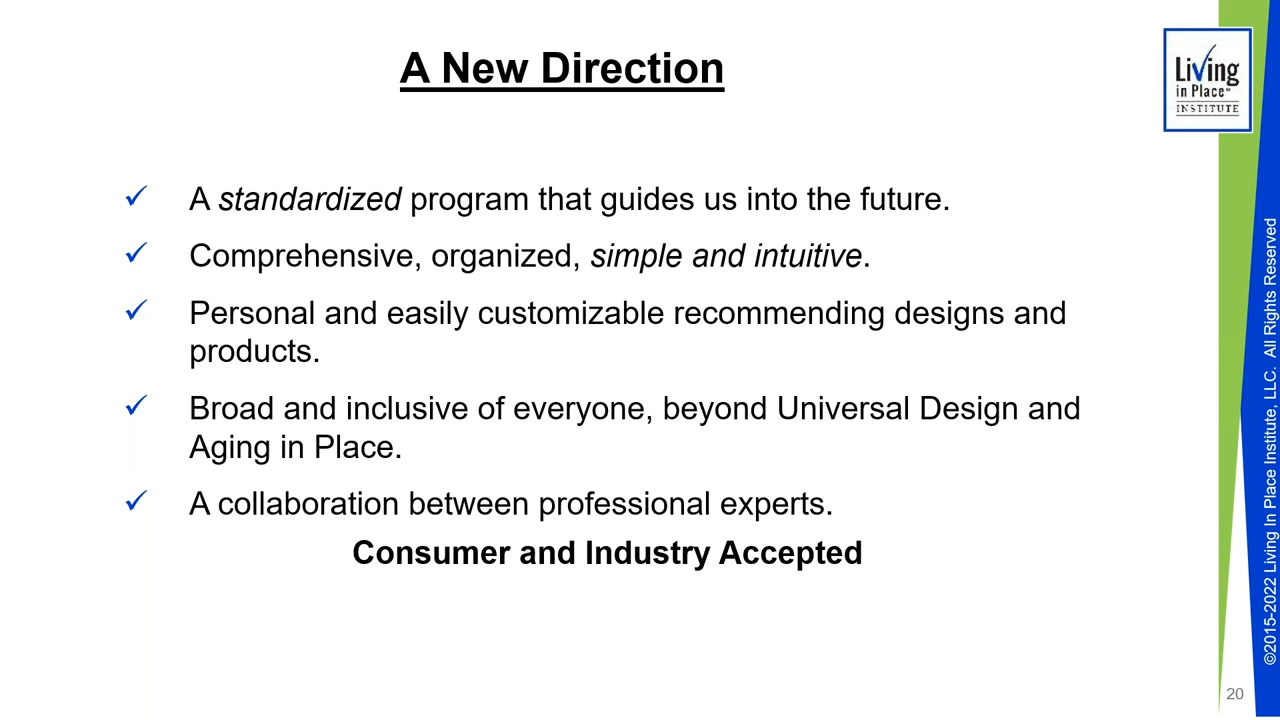 A New Direction
Living
in Place℠
INSTITUTE
A standardized program that guides us into the future.
Comprehensive, organized, simple and intuitive.
Personal and easily customizable recommending designs and
products.
Broad and inclusive of everyone, beyond Universal Design and
Aging in Place.
A collaboration between professional experts.
Consumer and Industry Accepted
©2015-2022 Living In Place Institute, LLC. All Rights Reserved
20